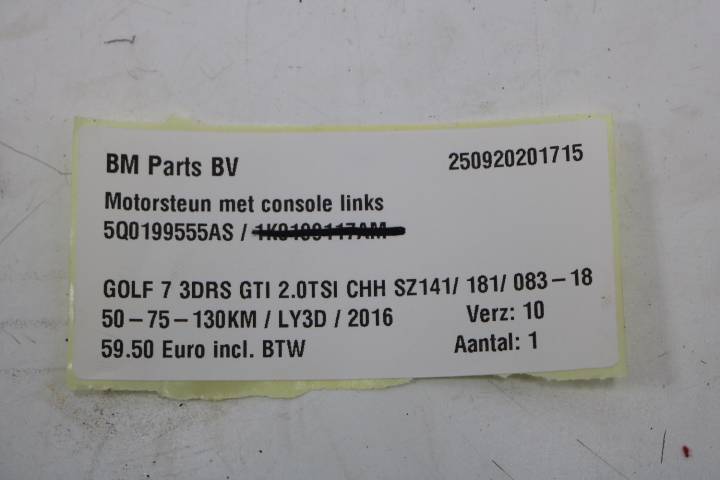 BM Parts BV 250920201715
Motorsteun met console links
5Q0199555AS /
GOLF 7 3DRS GTI 2.0TSI CHH SZ141/ 181/ 083-18
50-75-130KM / LY3D / 2016 Verz: 10
59.50 Euro incl. BTW Aantal: 1